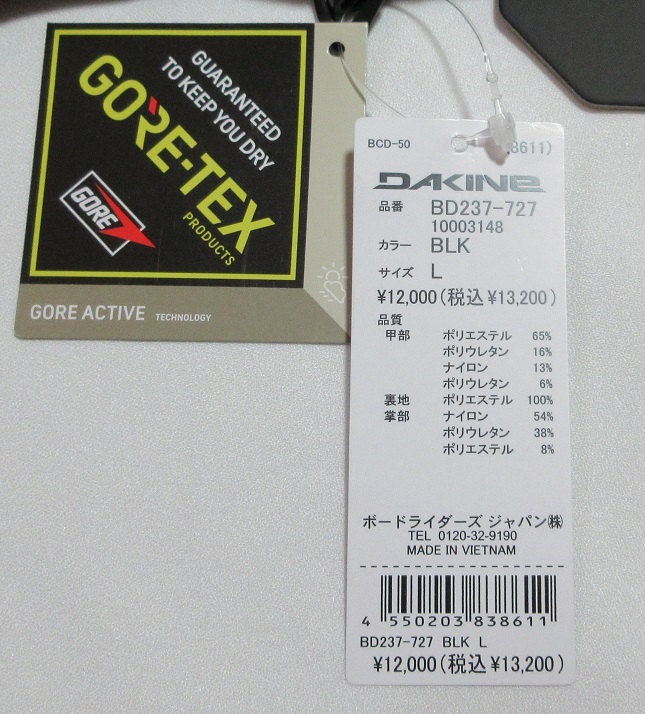 GUARANTEED
TO KEEP YOU DRY
GORE-TEX
PRODUCTS
GORE
GORE ACTIVE TECHNOLOGY
BCD-50 8611)
DAKINE
品番 BD237-727
10003148
カラー BLK
サイズ L
¥12,000(税込¥13,200)
品質
甲部 ポリエステル 65%
ポリウレタン 16%
ナイロン 13%
ポリウレタン 6%
裏地 ポリエステル 100%
掌部 ナイロン 54%
ポリウレタン 38%
ポリエステル 8%
ボードライダーズ ジャパン㈱
TEL 0120-32-9190
MADE IN VIETNAM
4 550203 838611
BD237-727 BLK L
¥12,000(税込¥13,200)